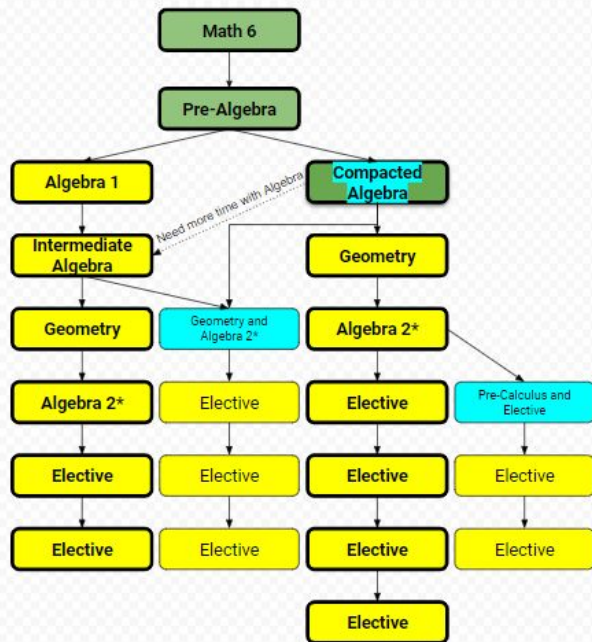 Math 6
Pre-Algebra
Algebra 1
Compacted
Algebra
Need more time with Algebra
Intermediate
Algebra
Geometry
Geometry
Geometry and
Algebra 2*
Algebra 2*
Algebra 2*
Elective
Elective
Pre-Calculus and
Elective
Elective
Elective
Elective
Elective
Elective
Elective
Elective
Elective
Elective